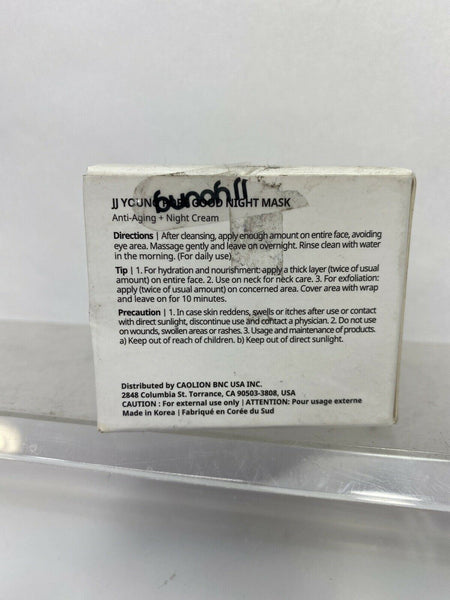 JJ young
JJ YOUNG GOOD NIGHT MASK
Anti-Aging + Night Cream
Directions | After cleansing, apply enough amount on entire face, avoiding
eye area. Massage gently and leave on overnight. Rinse clean with water
in the morning. (For daily use)
Tip | 1. For hydration and nourishment: apply a thick layer (twice of usual
amount) on entire face. 2. Use on neck for neck care. 3. For exfoliation:
apply (twice of usual amount) on concerned area. Cover area with wrap
and leave on for 10 minutes.
Precaution | 1. In case skin reddens, swells or itches after use or contact
with direct sunlight, discontinue use and contact a physician. 2. Do not use
on wounds, swollen areas or rashes. 3. Usage and maintenance of products.
a) Keep out of reach of children. b) Keep out of direct sunlight.
Distributed by CAOLION BNC USA INC.
2848 Columbia St. Torrance, CA 90503-3808, USA
CAUTION : For external use only | ATTENTION: Pour usage externe
Made in Korea | Fabriqué en Corée du Sud